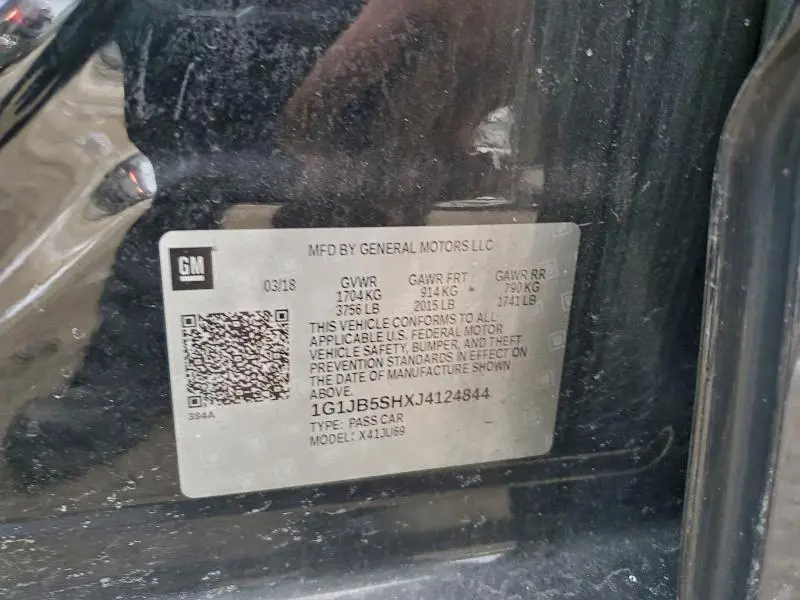 GM
MFD BY GENERAL MOTORS LLC
03/18 GVWR GAWR FRT GAWR RR
1704 KG 914 KG 790 KG
3756 LB 2015 LB 1741 LB
THIS VEHICLE CONFORMS TO ALL
APPLICABLE U.S. FEDERAL MOTOR
VEHICLE SAFETY, BUMPER, AND THEFT
PREVENTION STANDARDS IN EFFECT ON
THE DATE OF MANUFACTURE SHOWN
ABOVE.
384A
1G1JB5SHXJ4124844
TYPE: PASS CAR
MODEL: X41JU69